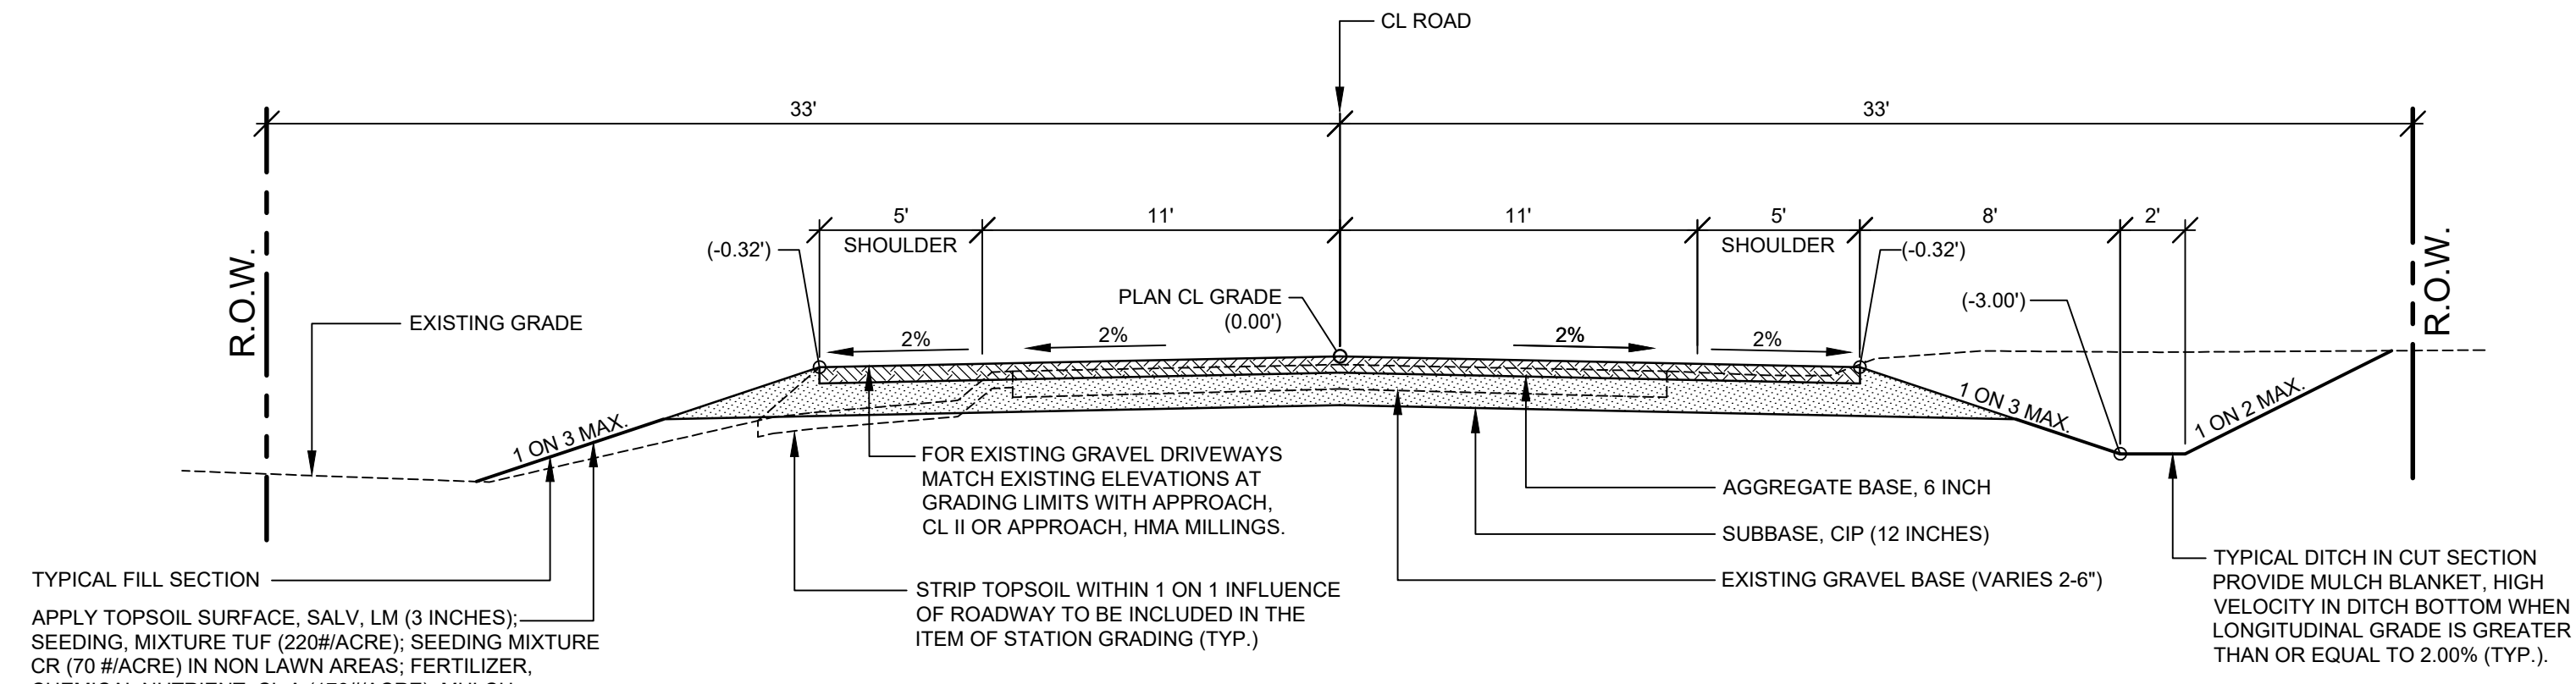 CL ROAD
33'
33'
5'
11'
11'
5'
8'
2'
SHOULDER
SHOULDER
(-0.32')
(-0.32')
R.O.W.
R.O.W.
PLAN CL GRADE
(0.00')
(-3.00')
EXISTING GRADE
2%
2%
2%
2%
1 ON 3 MAX.
1 ON 3 MAX.
1 ON 2 MAX.
FOR EXISTING GRAVEL DRIVEWAYS
MATCH EXISTING ELEVATIONS AT
GRADING LIMITS WITH APPROACH,
CL II OR APPROACH, HMA MILLINGS.
AGGREGATE BASE, 6 INCH
SUBBASE, CIP (12 INCHES)
EXISTING GRAVEL BASE (VARIES 2-6")
TYPICAL FILL SECTION
APPLY TOPSOIL SURFACE, SALV, LM (3 INCHES);
SEEDING, MIXTURE TUF (220#/ACRE); SEEDING MIXTURE
CR (70 #/ACRE) IN NON LAWN AREAS; FERTILIZER,
STRIP TOPSOIL WITHIN 1 ON 1 INFLUENCE
OF ROADWAY TO BE INCLUDED IN THE
ITEM OF STATION GRADING (TYP.)
TYPICAL DITCH IN CUT SECTION
PROVIDE MULCH BLANKET, HIGH
VELOCITY IN DITCH BOTTOM WHEN
LONGITUDINAL GRADE IS GREATER
THAN OR EQUAL TO 2.00% (TYP.).